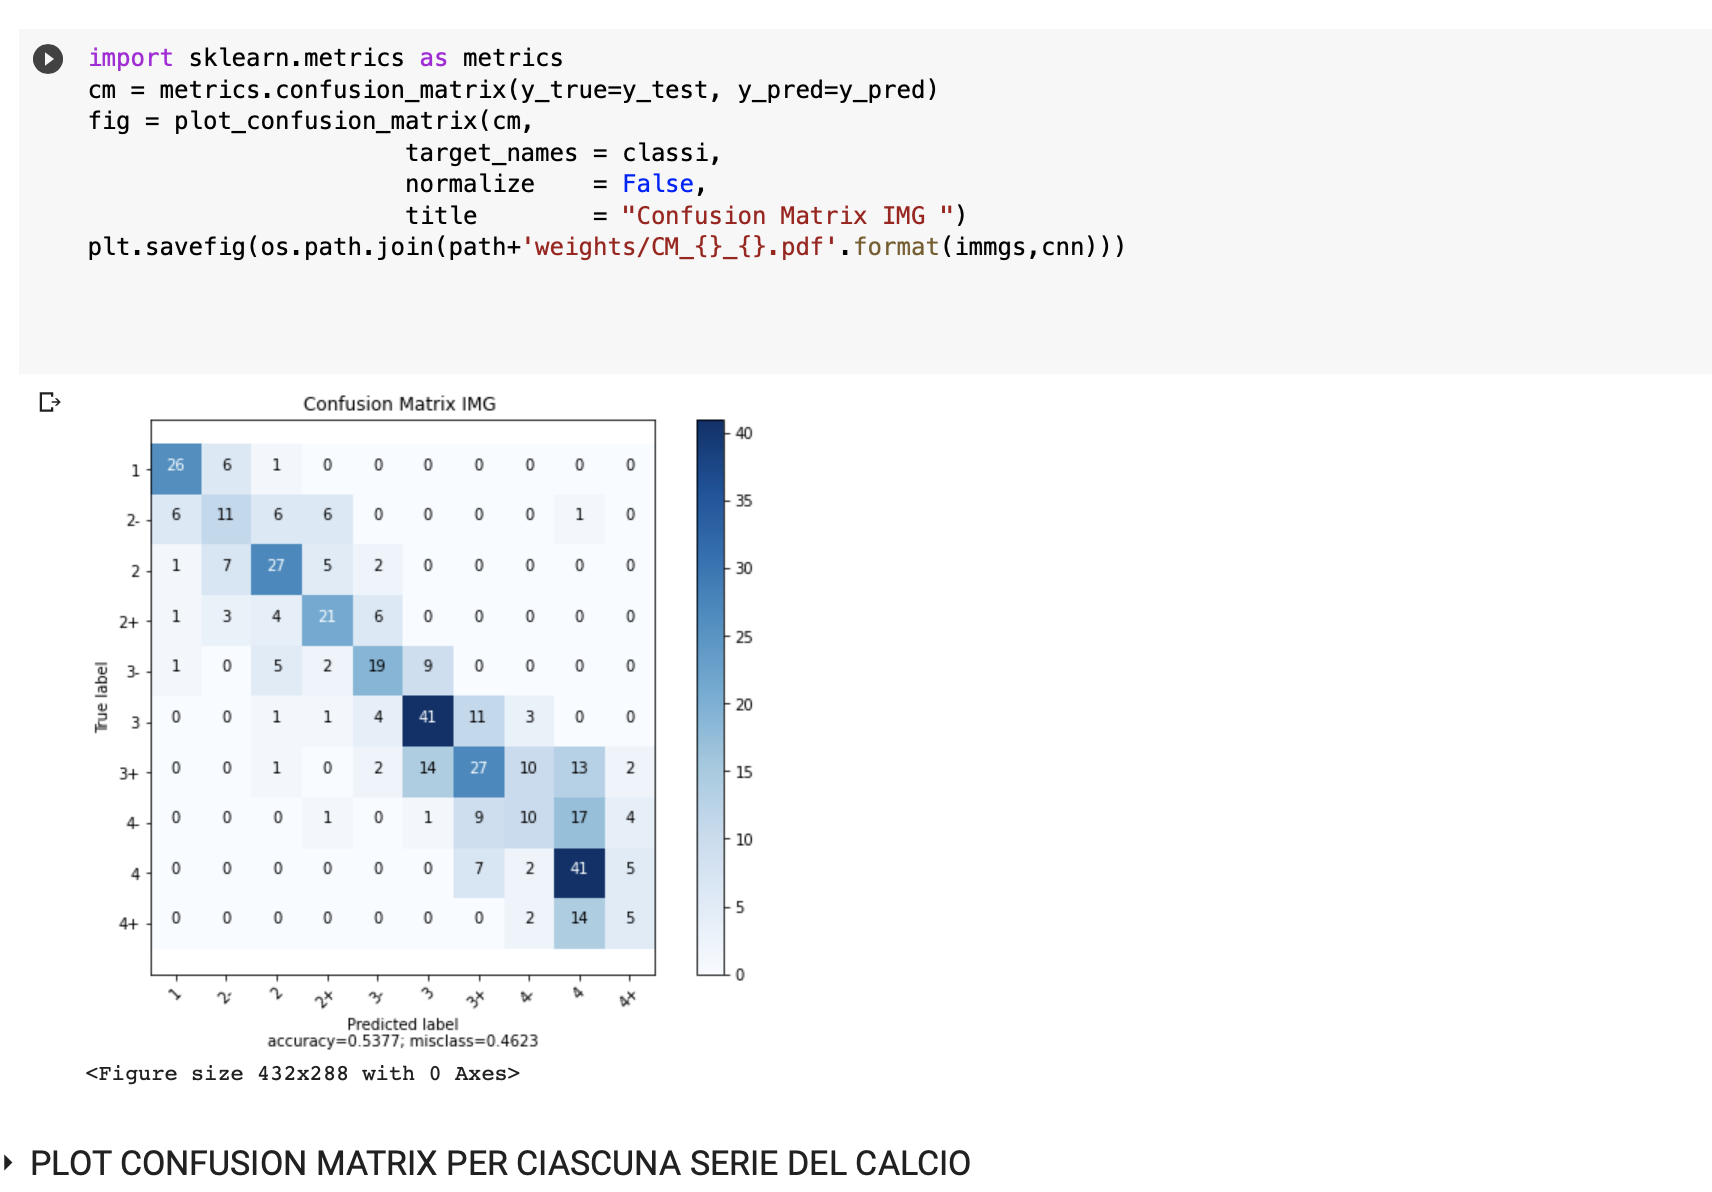 import sklearn.metrics as metrics
cm = metrics.confusion_matrix(y_true=y_test, y_pred=y_pred)
fig = plot_confusion_matrix(cm,
target_names = classi,
normalize    = False,
title        = "Confusion Matrix IMG ")
plt.savefig(os.path.join(path+'weights/CM_{}_{}.pdf'.format(immgs,cnn)))
Confusion Matrix IMG
1 26 6 1 0 0 0 0 0 0 0
2- 6 11 6 6 0 0 0 0 1 0
2 1 7 27 5 2 0 0 0 0 0
2+ 1 3 4 21 6 0 0 0 0 0
3- 1 0 5 2 19 9 0 0 0 0
3 0 0 1 1 4 41 11 3 0 0
3+ 0 0 1 0 2 14 27 10 13 2
4- 0 0 0 1 0 1 9 10 17 4
4 0 0 0 0 0 0 7 2 41 5
4+ 0 0 0 0 0 0 0 2 14 5
True label
1 2- 2 2+ 3- 3 3+ 4- 4 4+
Predicted label
accuracy=0.5377; misclass=0.4623
40
35
30
25
20
15
10
5
0
<Figure size 432x288 with 0 Axes>
PLOT CONFUSION MATRIX PER CIASCUNA SERIE DEL CALCIO